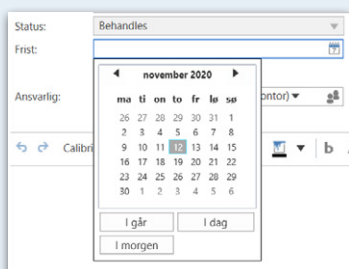 Status: Behandles
Frist:
november 2020
Ansvarlig: ontor)
ma ti on to fr lø sø
26 27 28 29 30 31 1
2 3 4 5 6 7 8
9 10 11 12 13 14 15
Calibri b
16 17 18 19 20 21 22
23 24 25 26 27 28 29
30 1 2 3 4 5 6
I går I dag
I morgen